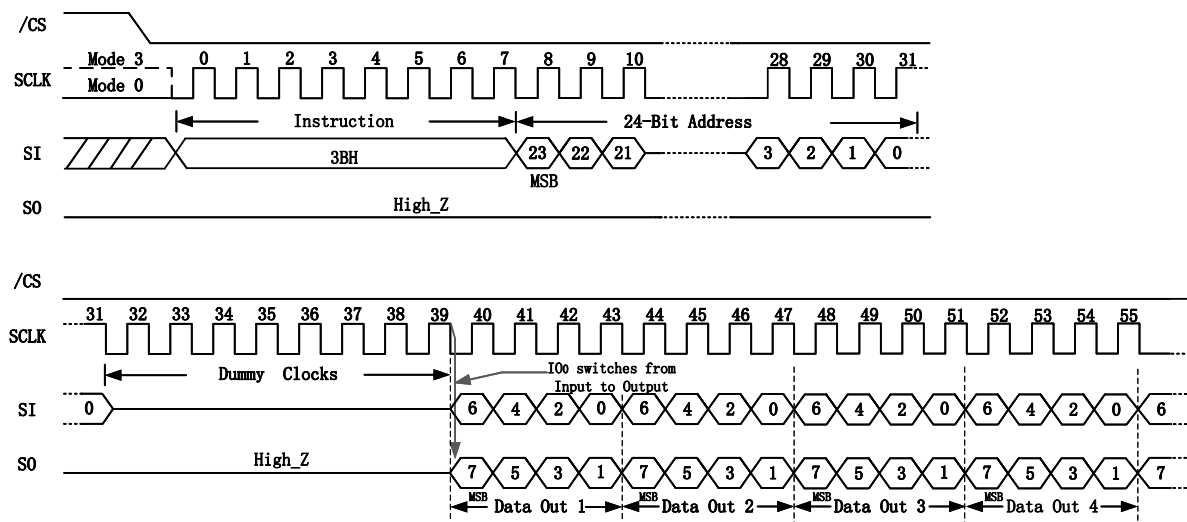 /CS
Mode 3 0 1 2 3 4 5 6 7 8 9 10 28 29 30 31
SCLK
Mode 0
Instruction 24-Bit Address
SI 3BH 23 22 21 3 2 1 0
MSB
SO High_Z
/CS
31 32 33 34 35 36 37 38 39 40 41 42 43 44 45 46 47 48 49 50 51 52 53 54 55
SCLK
Dummy Clocks IO0 switches from
Input to Output
SI 0 6 4 2 0 6 4 2 0 6 4 2 0 6 4 2 0 6
SO High_Z 7 5 3 1 7 5 3 1 7 5 3 1 7 5 3 1 7
MSB Data Out 1 MSB Data Out 2 MSB Data Out 3 MSB Data Out 4